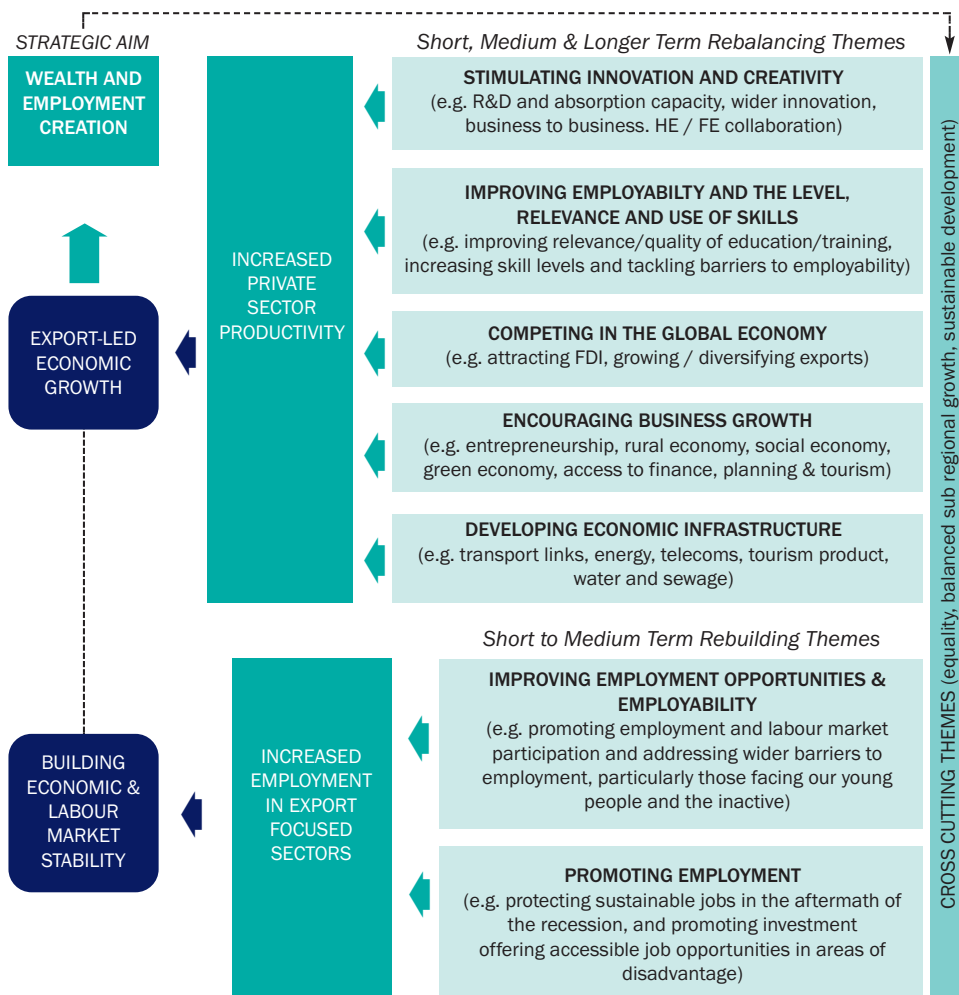 STRATEGIC AIM
WEALTH AND
EMPLOYMENT
CREATION
EXPORT-LED
ECONOMIC
GROWTH
BUILDING
ECONOMIC &
LABOUR
MARKET
STABILITY
INCREASED
PRIVATE
SECTOR
PRODUCTIVITY
INCREASED
EMPLOYMENT
IN EXPORT
FOCUSED
SECTORS
Short, Medium & Longer Term Rebalancing Themes
STIMULATING INNOVATION AND CREATIVITY
(e.g. R&D and absorption capacity, wider innovation,
business to business. HE / FE collaboration)
IMPROVING EMPLOYABILTY AND THE LEVEL,
RELEVANCE AND USE OF SKILLS
(e.g. improving relevance/quality of education/training,
increasing skill levels and tackling barriers to employability)
COMPETING IN THE GLOBAL ECONOMY
(e.g. attracting FDI, growing / diversifying exports)
ENCOURAGING BUSINESS GROWTH
(e.g. entrepreneurship, rural economy, social economy,
green economy, access to finance, planning & tourism)
DEVELOPING ECONOMIC INFRASTRUCTURE
(e.g. transport links, energy, telecoms, tourism product,
water and sewage)
Short to Medium Term Rebuilding Themes
IMPROVING EMPLOYMENT OPPORTUNITIES &
EMPLOYABILITY
(e.g. promoting employment and labour market
participation and addressing wider barriers to
employment, particularly those facing our young
people and the inactive)
PROMOTING EMPLOYMENT
(e.g. protecting sustainable jobs in the aftermath of
the recession, and promoting investment
offering accessible job opportunities in areas of
disadvantage)
CROSS CUTTING THEMES (equality, balanced sub regional growth, sustainable development)